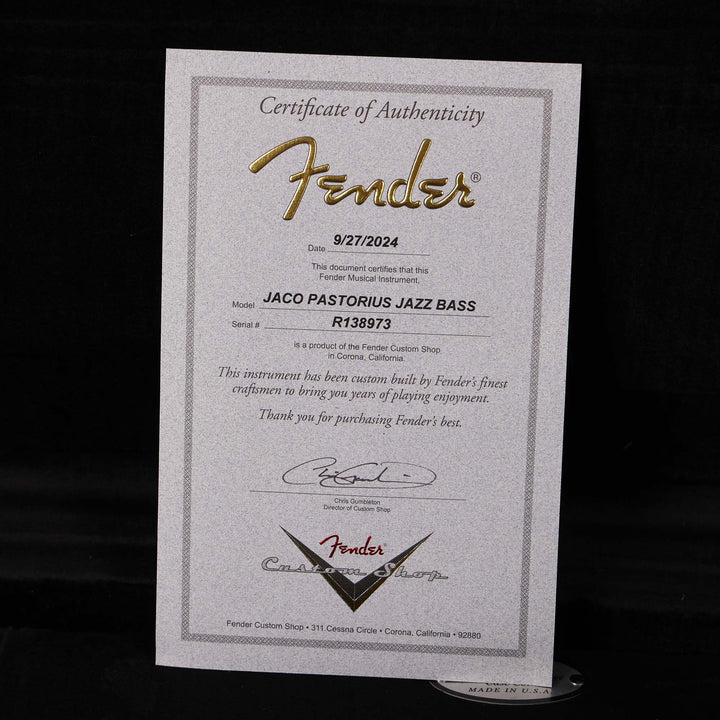 Certificate of Authenticity
Fender®
Date 9/27/2024
This document certifies that this
Fender Musical Instrument,
Model JACO PASTORIUS JAZZ BASS
Serial # R138973
is a product of the Fender Custom Shop
in Corona, California.
This instrument has been custom built by Fender's finest
craftsmen to bring you years of playing enjoyment.
Thank you for purchasing Fender's best.
Chris Gumbleton
Director of Custom Shop
Fender
Custom Shop
Fender Custom Shop • 311 Cessna Circle • Corona, California • 92880
MADE IN U.S.A.